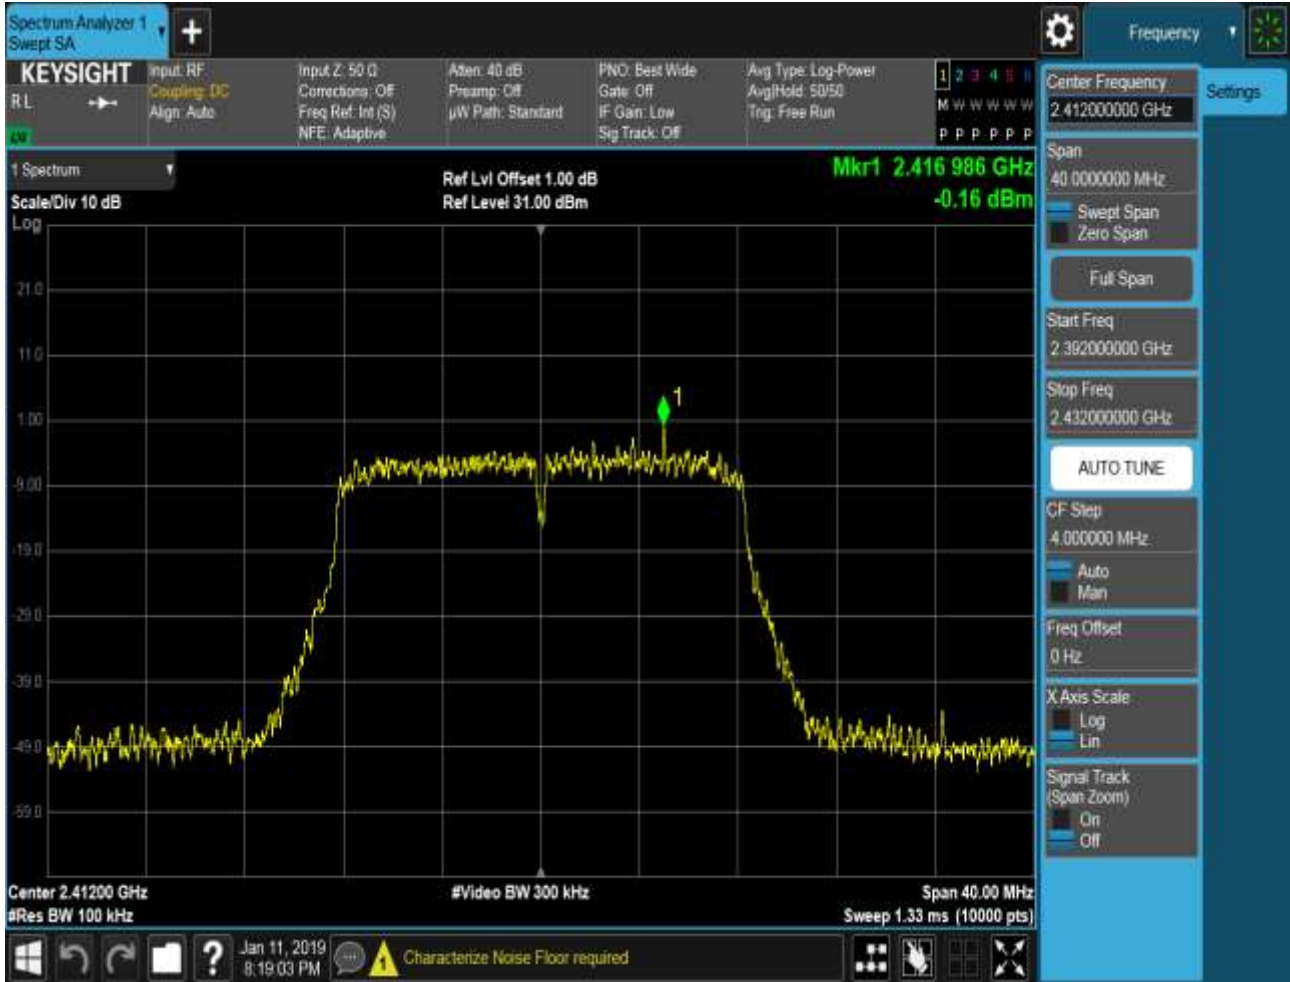 Spectrum Analyzer 1
Swept SA
Frequency
KEYSIGHT
R L
Input: RF
Coupling: DC
Align: Auto
Input Z: 50 Ω
Corrections: Off
Freq Ref: Int (S)
NFE: Adaptive
Atten: 40 dB
Preamp: Off
µW Path: Standard
PNO: Best Wide
Gate: Off
IF Gain: Low
Sig Track: Off
Avg Type: Log-Power
Avg|Hold: 50/50
Trig: Free Run
1 2 3 4 5 6
M W W W W W
P P P P P P
1 Spectrum
Scale/Div 10 dB
Log
Ref Lvl Offset 1.00 dB
Ref Level 31.00 dBm
Mkr1 2.416 986 GHz
-0.16 dBm
21.0
11.0
1.00
-9.00
-19.0
-29.0
-39.0
-49.0
-59.0
1
Center 2.41200 GHz
#Res BW 100 kHz
#Video BW 300 kHz
Span 40.00 MHz
Sweep 1.33 ms (10000 pts)
Center Frequency
2.412000000 GHz
Settings
Span
40.0000000 MHz
Swept Span
Zero Span
Full Span
Start Freq
2.392000000 GHz
Stop Freq
2.432000000 GHz
AUTO TUNE
CF Step
4.000000 MHz
Auto
Man
Freq Offset
0 Hz
X Axis Scale
Log
Lin
Signal Track
(Span Zoom)
On
Off
?
Jan 11, 2019
8:19:03 PM
1
Characterize Noise Floor required